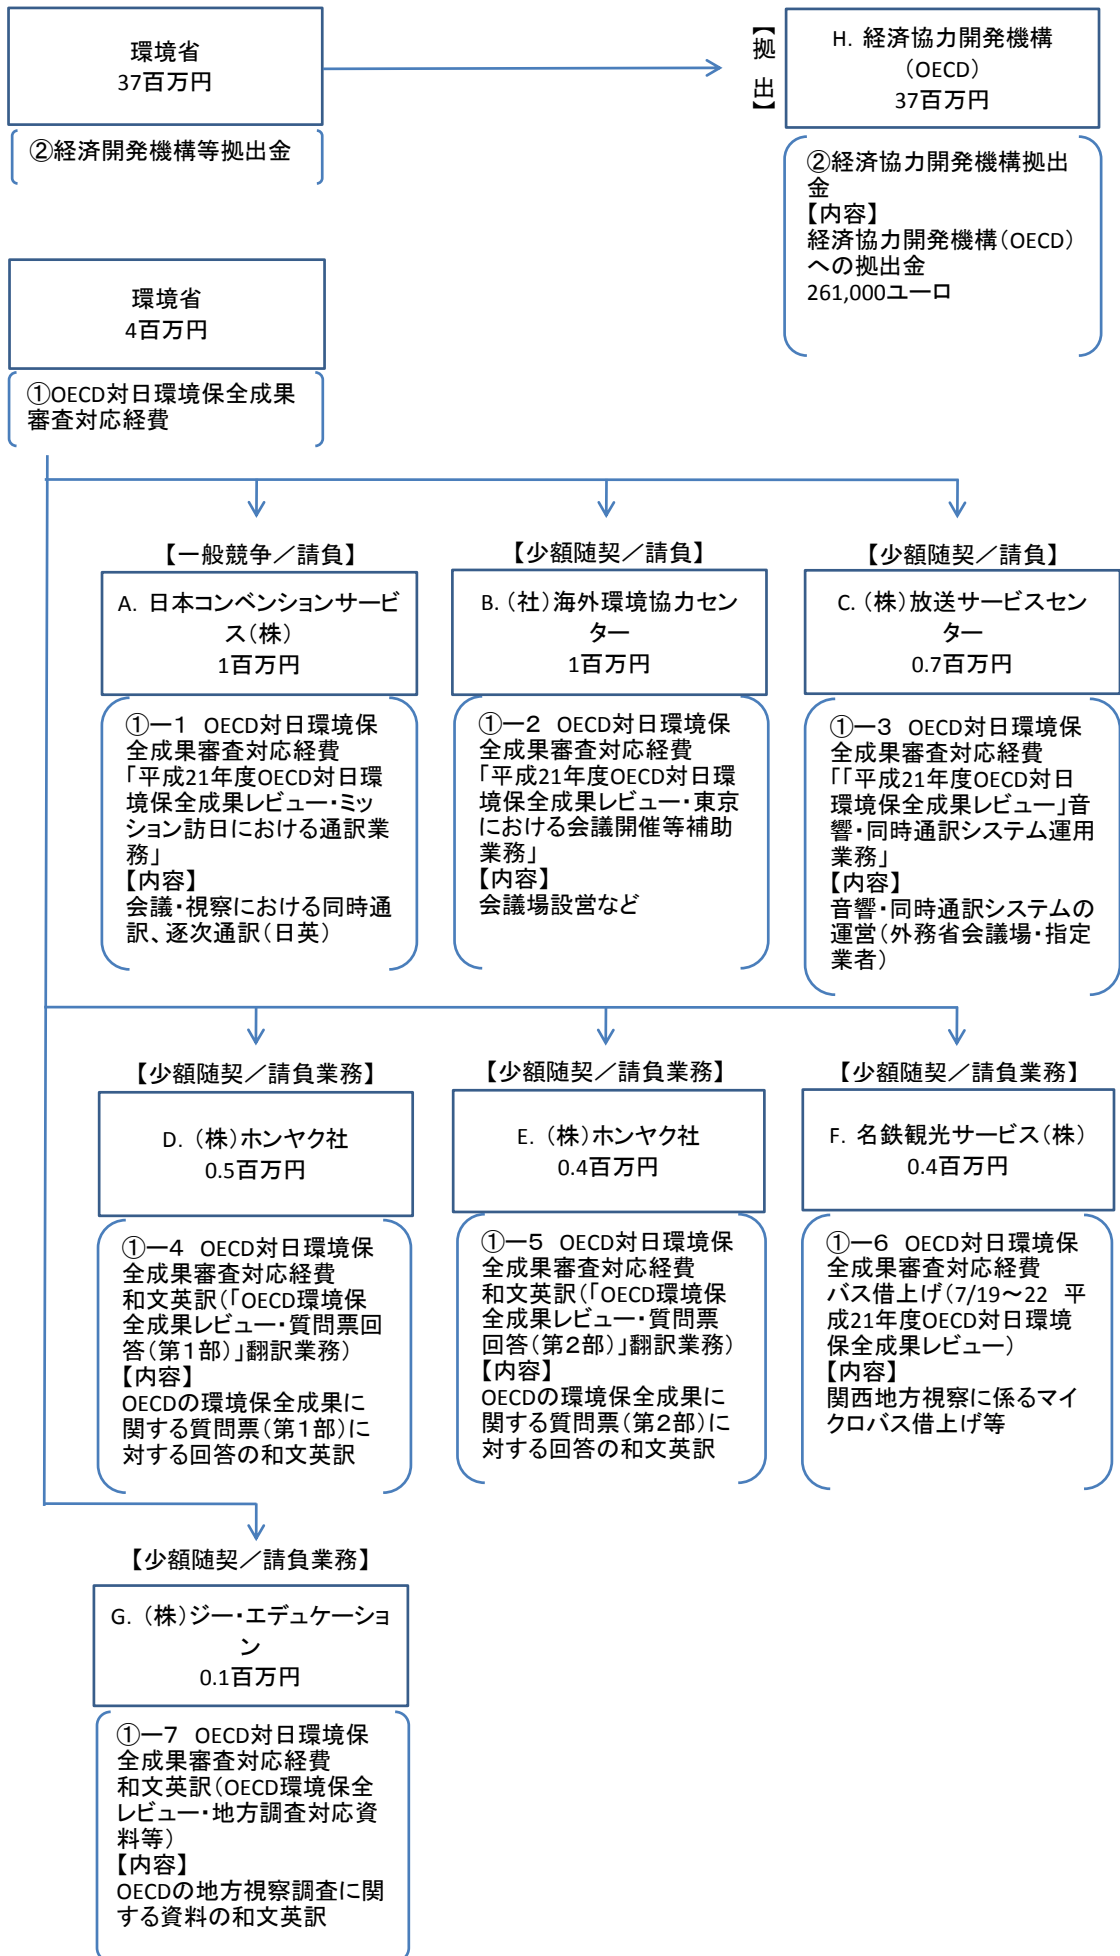 環境省
37百万円
②経済開発機構等拠出金
【拠出】
H. 経済協力開発機構
（OECD）
37百万円
②経済協力開発機構拠出
金
【内容】
経済協力開発機構（OECD）
への拠出金
261,000ユーロ
環境省
4百万円
①OECD対日環境保全成果
審査対応経費
【一般競争／請負】
A. 日本コンベンションサービ
ス（株）
1百万円
①ー1 OECD対日環境保
全成果審査対応経費
「平成21年度OECD対日環
境保全成果レビュー・ミッ
ション訪日における通訳業
務」
【内容】
会議・視察における同時通
訳、逐次通訳（日英）
【少額随契／請負】
B. （社）海外環境協力セン
ター
1百万円
①ー2 OECD対日環境保
全成果審査対応経費
「平成21年度OECD対日環
境保全成果レビュー・東京
における会議開催等補助
業務」
【内容】
会議場設営など
【少額随契／請負】
C. （株）放送サービスセン
ター
0.7百万円
①ー3 OECD対日環境保
全成果審査対応経費
「「平成21年度OECD対日
環境保全成果レビュー」音
響・同時通訳システム運用
業務」
【内容】
音響・同時通訳システムの
運営（外務省会議場・指定
業者）
【少額随契／請負業務】
D. （株）ホンヤク社
0.5百万円
①ー4 OECD対日環境保
全成果審査対応経費
和文英訳（「OECD環境保
全成果レビュー・質問票回
答（第1部）」翻訳業務）
【内容】
OECDの環境保全成果に
関する質問票（第1部）に
対する回答の和文英訳
【少額随契／請負業務】
E. （株）ホンヤク社
0.4百万円
①ー5 OECD対日環境保
全成果審査対応経費
和文英訳（「OECD環境保
全成果レビュー・質問票
回答（第2部）」翻訳業務）
【内容】
OECDの環境保全成果に
関する質問票（第2部）に
対する回答の和文英訳
【少額随契／請負業務】
F. 名鉄観光サービス（株）
0.4百万円
①ー6 OECD対日環境保
全成果審査対応経費
バス借上げ（7/19～22 平
成21年度OECD対日環境
保全成果レビュー）
【内容】
関西地方視察に係るマイ
クロバス借上げ等
【少額随契／請負業務】
G. （株）ジー・エデュケーショ
ン
0.1百万円
①ー7 OECD対日環境保
全成果審査対応経費
和文英訳（OECD環境保全
レビュー・地方調査対応資
料等）
【内容】
OECDの地方視察調査に関
する資料の和文英訳